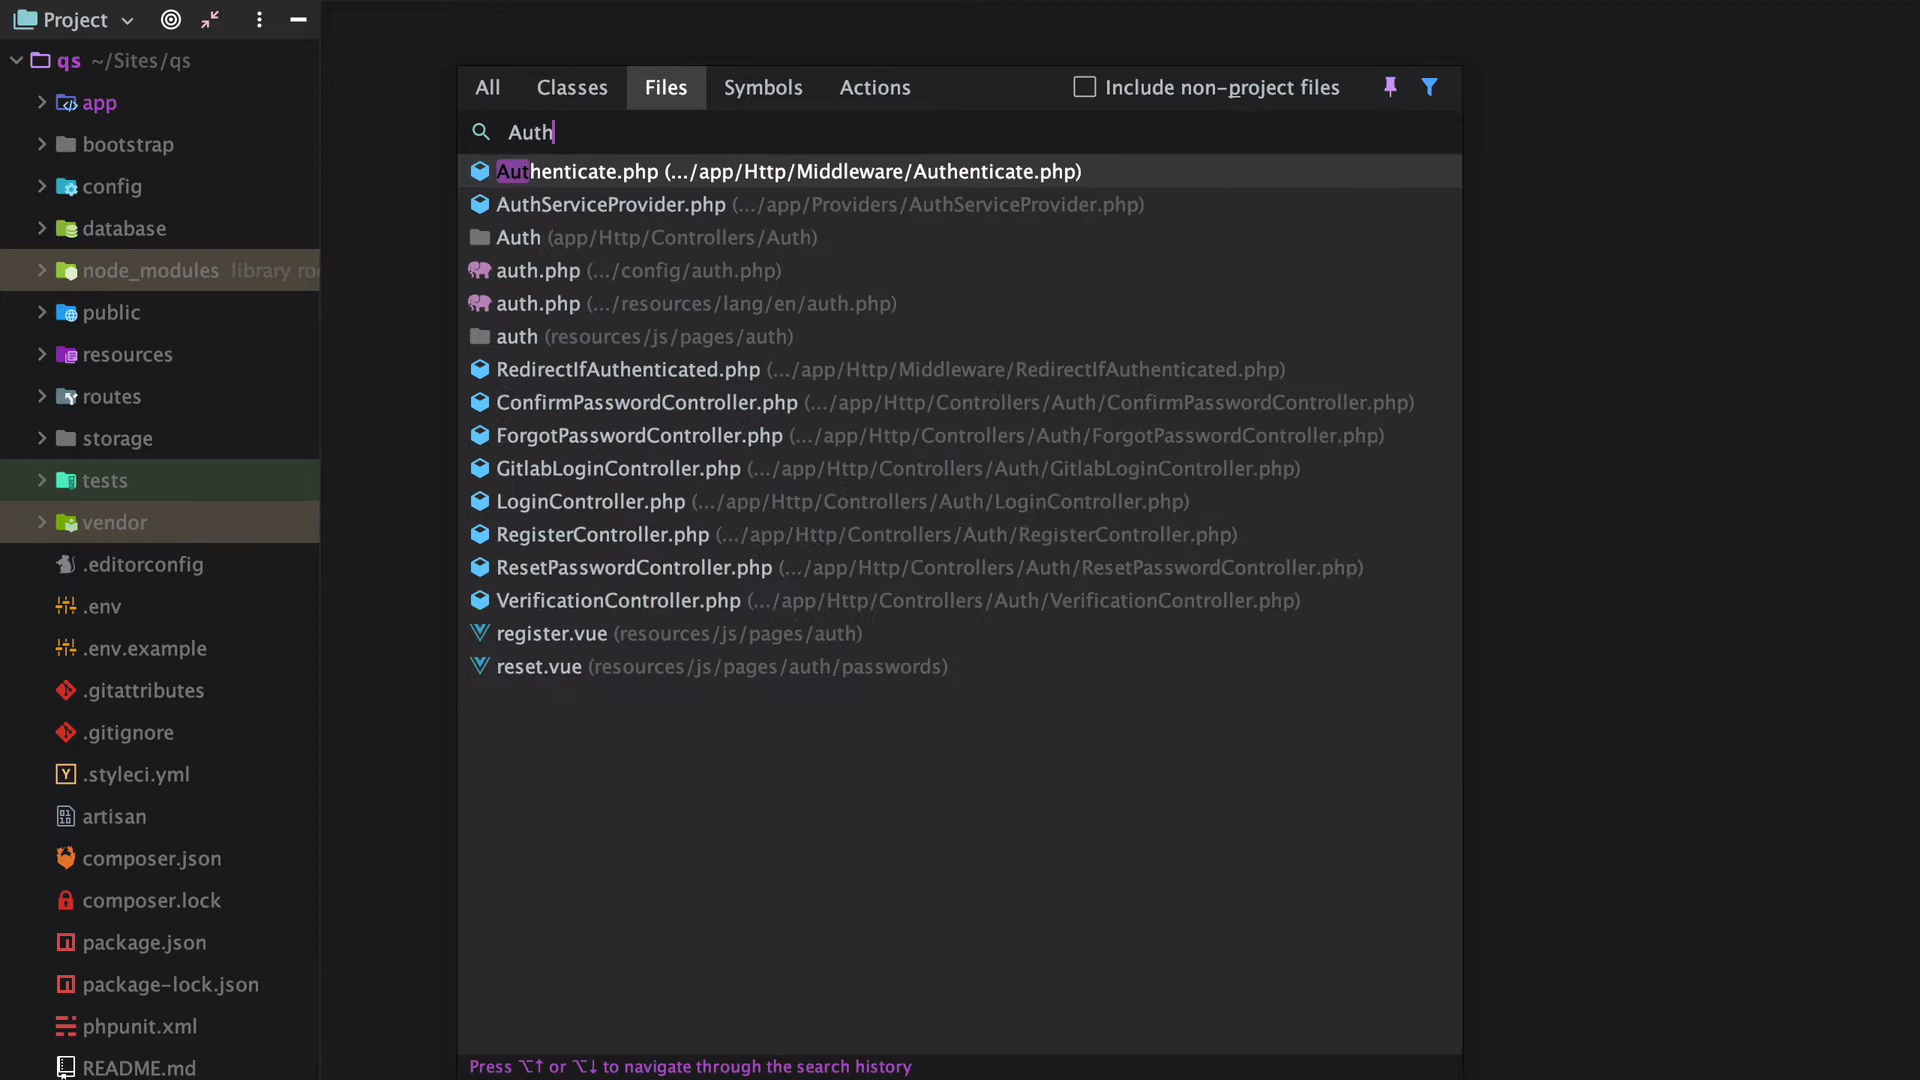 Project
qs ~/Sites/qs
app
bootstrap
config
database
node_modules library ro
public
resources
routes
storage
tests
vendor
.editorconfig
.env
.env.example
.gitattributes
.gitignore
.styleci.yml
artisan
composer.json
composer.lock
package.json
package-lock.json
phpunit.xml
README.md
All Classes Files Symbols Actions Include non-project files
Auth
Authenticate.php (.../app/Http/Middleware/Authenticate.php)
AuthServiceProvider.php (.../app/Providers/AuthServiceProvider.php)
Auth (app/Http/Controllers/Auth)
auth.php (.../config/auth.php)
auth.php (.../resources/lang/en/auth.php)
auth (resources/js/pages/auth)
RedirectIfAuthenticated.php (.../app/Http/Middleware/RedirectIfAuthenticated.php)
ConfirmPasswordController.php (.../app/Http/Controllers/Auth/ConfirmPasswordController.php)
ForgotPasswordController.php (.../app/Http/Controllers/Auth/ForgotPasswordController.php)
GitlabLoginController.php (.../app/Http/Controllers/Auth/GitlabLoginController.php)
LoginController.php (.../app/Http/Controllers/Auth/LoginController.php)
RegisterController.php (.../app/Http/Controllers/Auth/RegisterController.php)
ResetPasswordController.php (.../app/Http/Controllers/Auth/ResetPasswordController.php)
VerificationController.php (.../app/Http/Controllers/Auth/VerificationController.php)
register.vue (resources/js/pages/auth)
reset.vue (resources/js/pages/auth/passwords)
Press ⌥↑ or ⌥↓ to navigate through the search history